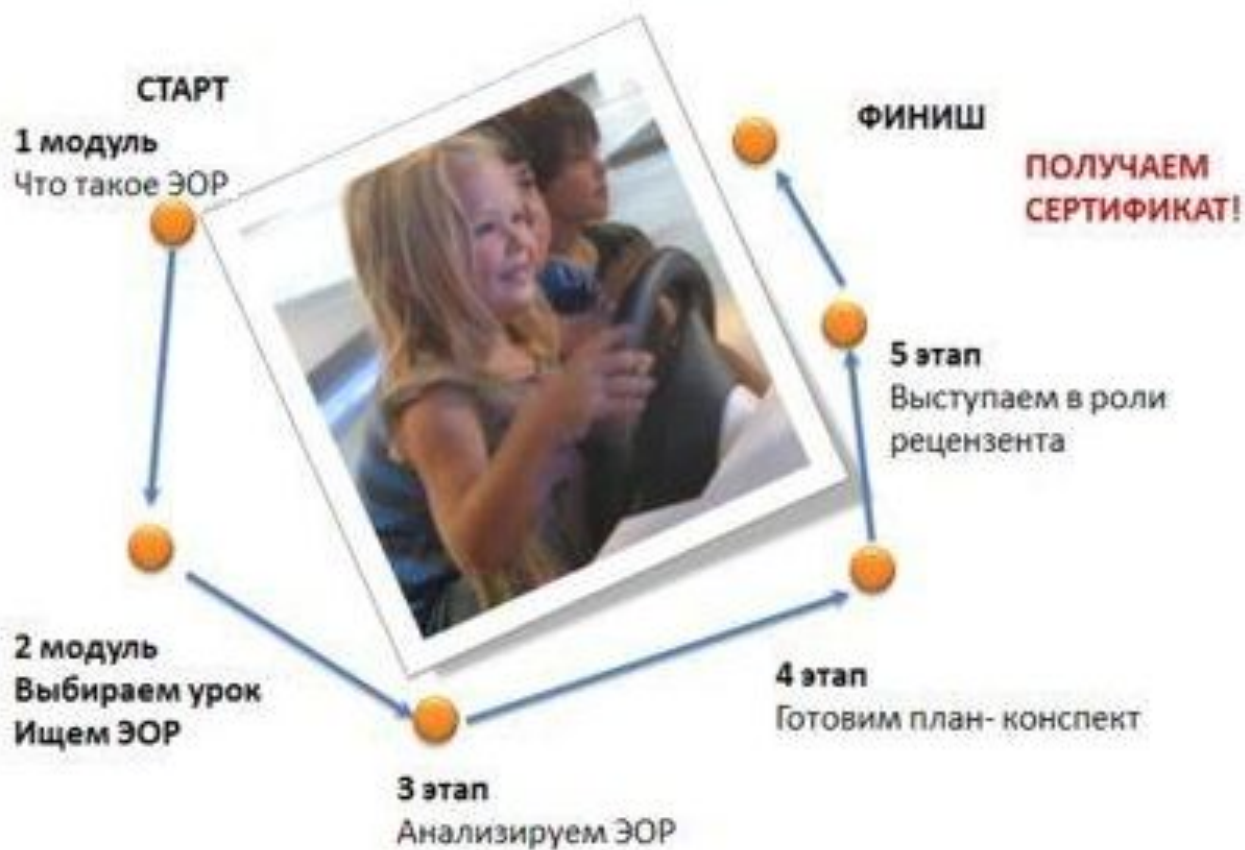 СТАРТ
1 модуль
Что такое ЭОР
2 модуль
Выбираем урок
Ищем ЭОР
3 этап
Анализируем ЭОР
4 этап
Готовим план- конспект
5 этап
Выступаем в роли
рецензента
ФИНИШ
ПОЛУЧАЕМ
СЕРТИФИКАТ!